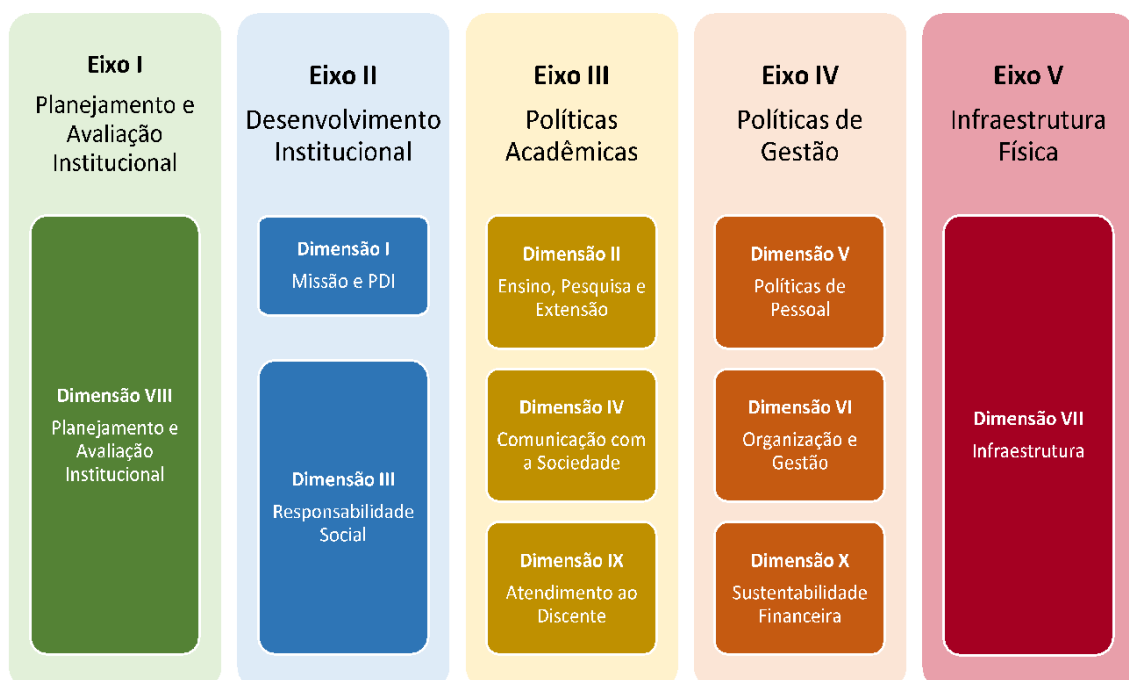 Eixo I
Planejamento e
Avaliação
Institucional
Dimensão VIII
Planejamento e
Avaliação
Institucional
Eixo II
Desenvolvimento
Institucional
Dimensão I
Missão e PDI
Dimensão III
Responsabilidade
Social
Eixo III
Políticas
Acadêmicas
Dimensão II
Ensino, Pesquisa e
Extensão
Dimensão IV
Comunicação com
a Sociedade
Dimensão IX
Atendimento ao
Discente
Eixo IV
Políticas de
Gestão
Dimensão V
Políticas de
Pessoal
Dimensão VI
Organização e
Gestão
Dimensão X
Sustentabilidade
Financeira
Eixo V
Infraestrutura
Física
Dimensão VII
Infraestrutura